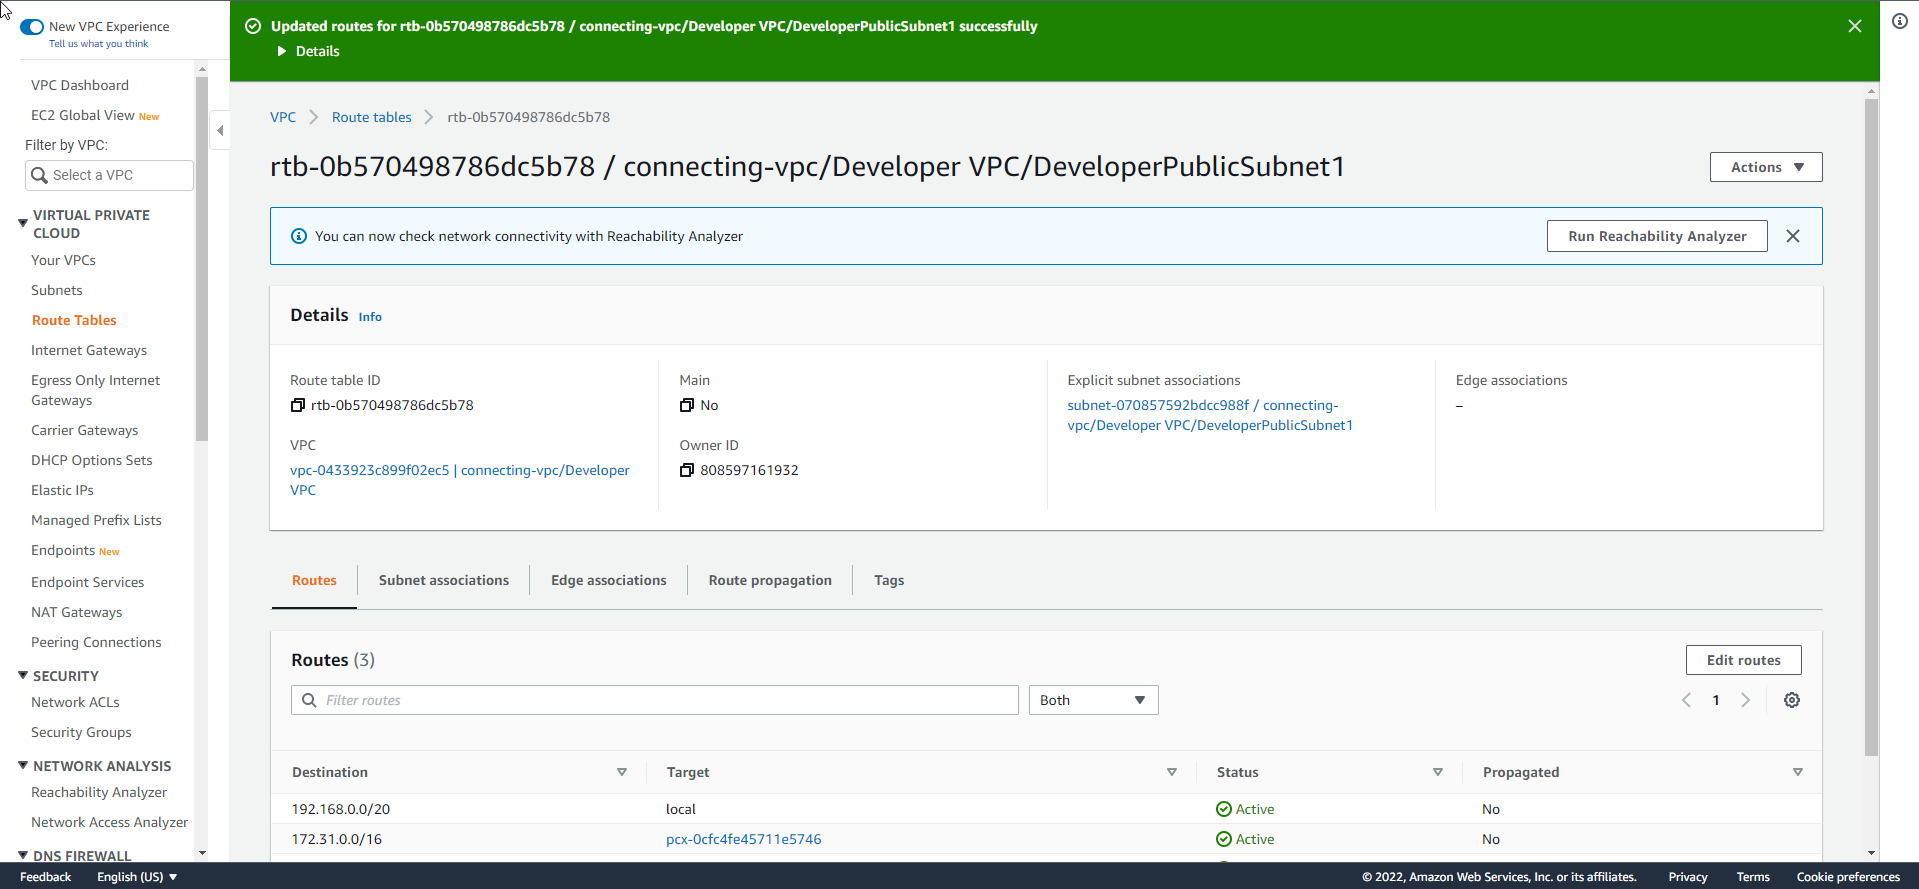 New VPC Experience
Tell us what you think
VPC Dashboard
EC2 Global View New
Filter by VPC:
Select a VPC
VIRTUAL PRIVATE
CLOUD
Your VPCs
Subnets
Route Tables
Internet Gateways
Egress Only Internet
Gateways
Carrier Gateways
DHCP Options Sets
Elastic IPs
Managed Prefix Lists
Endpoints New
Endpoint Services
NAT Gateways
Peering Connections
SECURITY
Network ACLs
Security Groups
NETWORK ANALYSIS
Reachability Analyzer
Network Access Analyzer
DNS FIREWALL
Updated routes for rtb-0b570498786dc5b78 / connecting-vpc/Developer VPC/DeveloperPublicSubnet1 successfully
Details
VPC Route tables rtb-0b570498786dc5b78
rtb-0b570498786dc5b78 / connecting-vpc/Developer VPC/DeveloperPublicSubnet1
Actions
You can now check network connectivity with Reachability Analyzer
Run Reachability Analyzer
Details Info
Route table ID
rtb-0b570498786dc5b78
VPC
vpc-0433923c899f02ec5 | connecting-vpc/Developer
VPC
Main
No
Owner ID
808597161932
Explicit subnet associations
subnet-070857592bdcc988f / connecting-
vpc/Developer VPC/DeveloperPublicSubnet1
Edge associations
–
Routes Subnet associations Edge associations Route propagation Tags
Routes (3)
Edit routes
Filter routes
Both
1
Destination Target Status Propagated
192.168.0.0/20 local Active No
172.31.0.0/16 pcx-0cfc4fe45711e5746 Active No
Feedback English (US) © 2022, Amazon Web Services, Inc. or its affiliates. Privacy Terms Cookie preferences